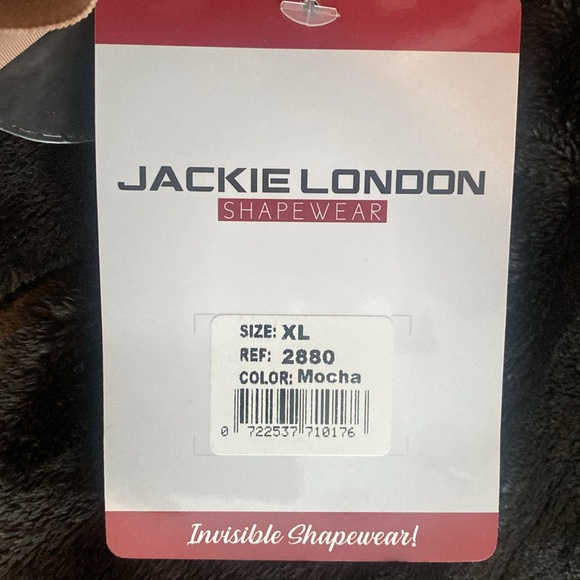 JACKIE LONDON
SHAPEWEAR
SIZE: XL
REF: 2880
COLOR: Mocha
0 722537 710176
Invisible Shapewear!